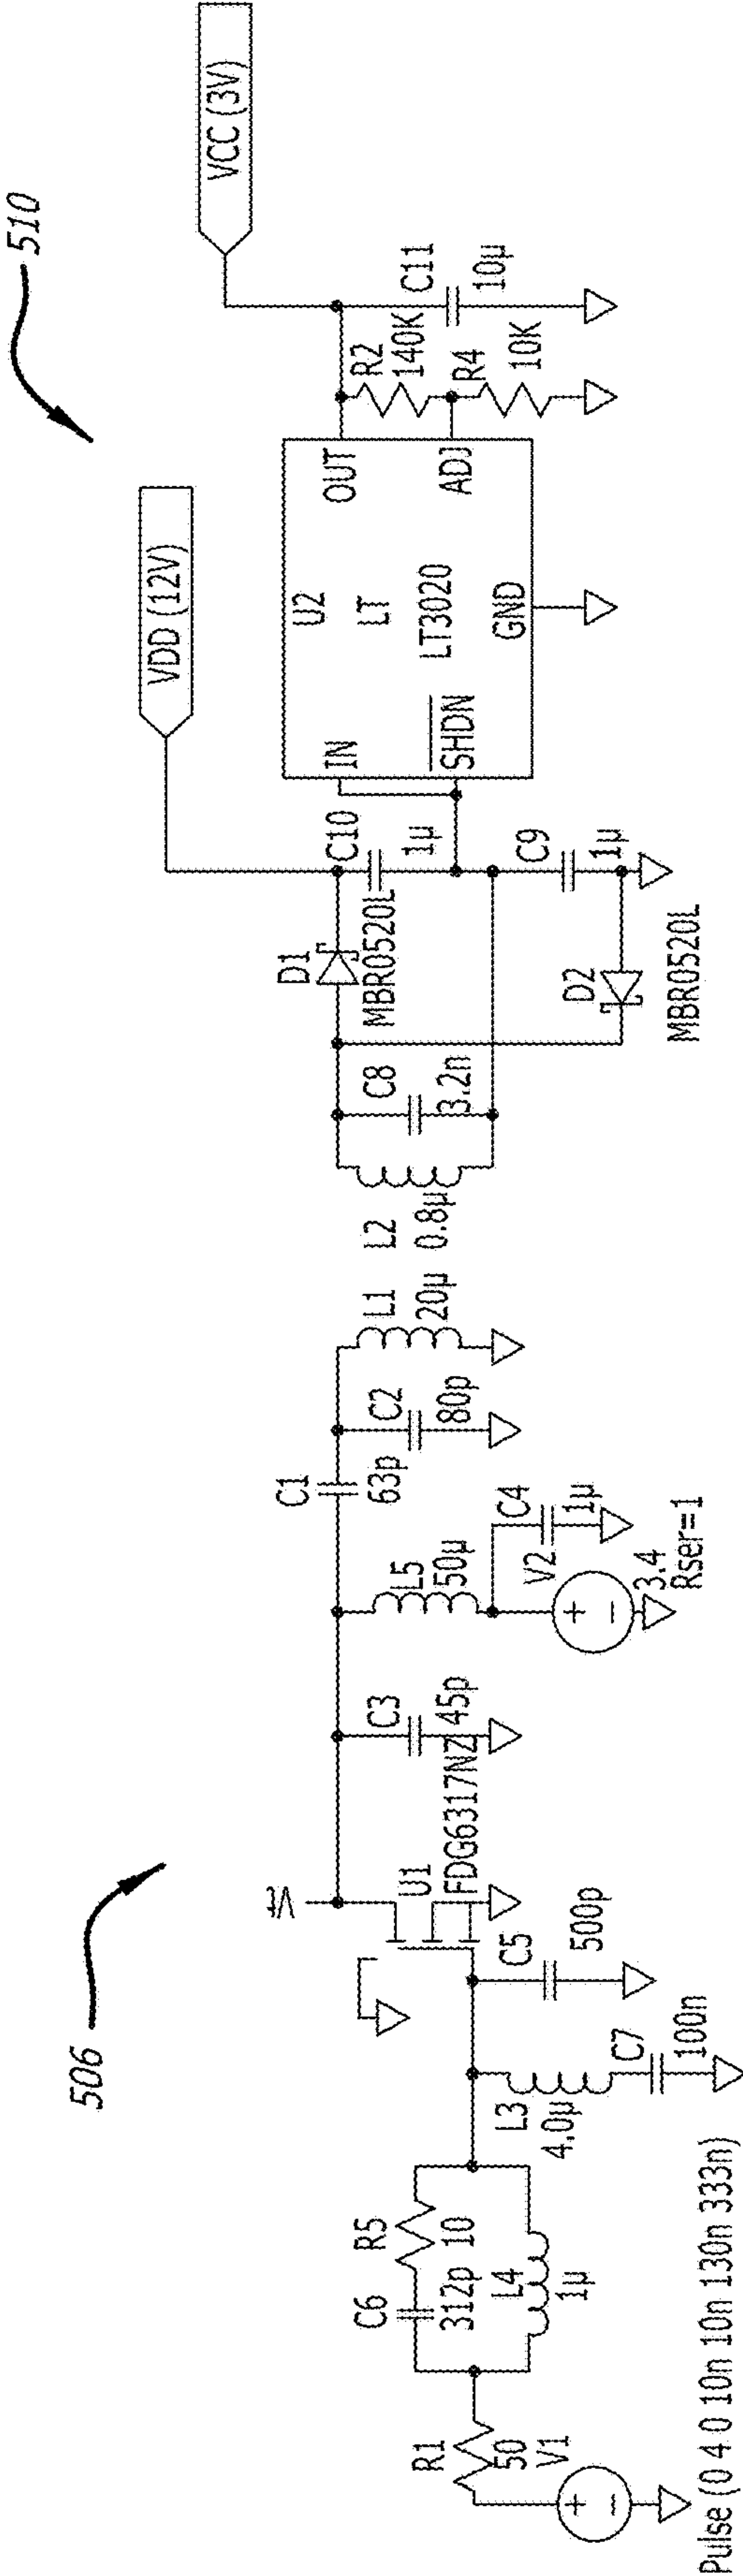 506
510
V1
Pulse (0 4 0 10n 10n 130n 333n)
R1
50
C6
312p
R5
10
L4
1µ
L3
4.0µ
C7
100n
C5
500p
U1
FDG6317NZ
Vt
C3
45p
L5
50µ
V2
3.4
Rser=1
C4
1µ
C1
63p
C2
80p
L1
20µ
L2
0.8µ
C8
3.2n
D1
MBR0520L
D2
MBR0520L
C10
1µ
C9
1µ
VDD (12V)
IN
SHDN
U2
LT
LT3020
GND
OUT
ADJ
R2
140K
R4
10K
C11
10µ
VCC (3V)